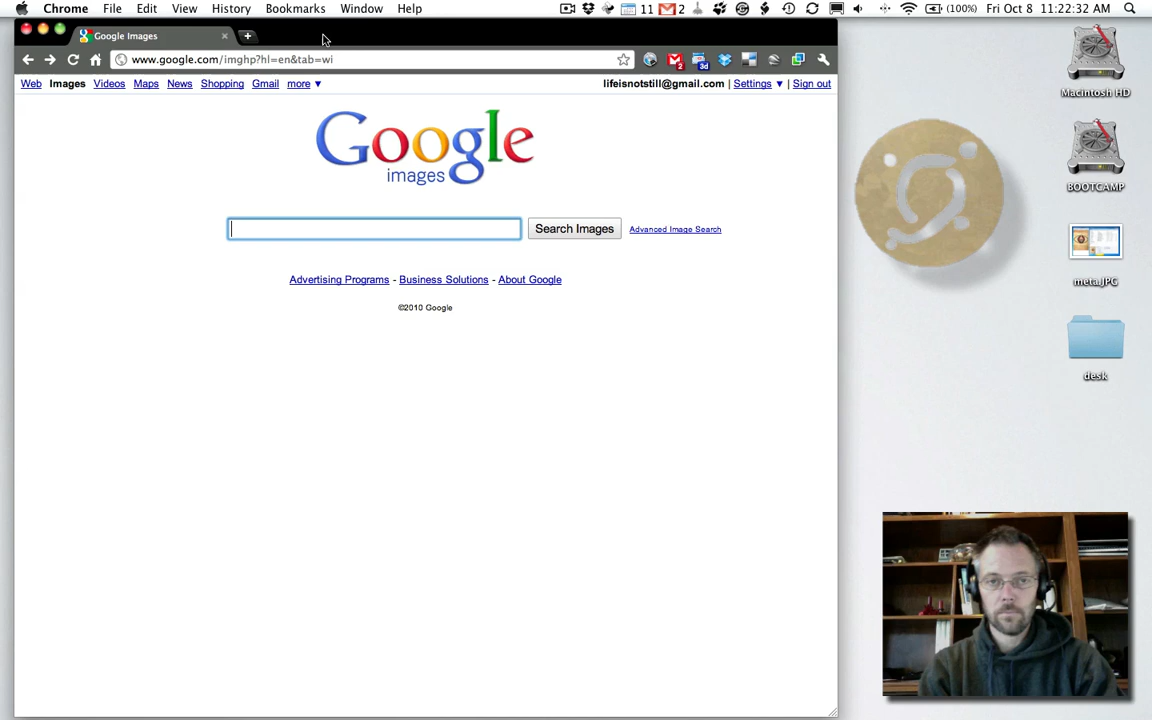 Chrome File Edit View History Bookmarks Window Help 11 2 (100%) Fri Oct 8 11:22:32 AM
Google Images
www.google.com/imghp?hl=en&tab=wi 2 3d
Web Images Videos Maps News Shopping Gmail more ▼ lifeisnotstill@gmail.com | Settings ▼ | Sign out
Google
images
Search Images Advanced Image Search
Advertising Programs - Business Solutions - About Google
©2010 Google
Macintosh HD
BOOTCAMP
meta.JPG
desk